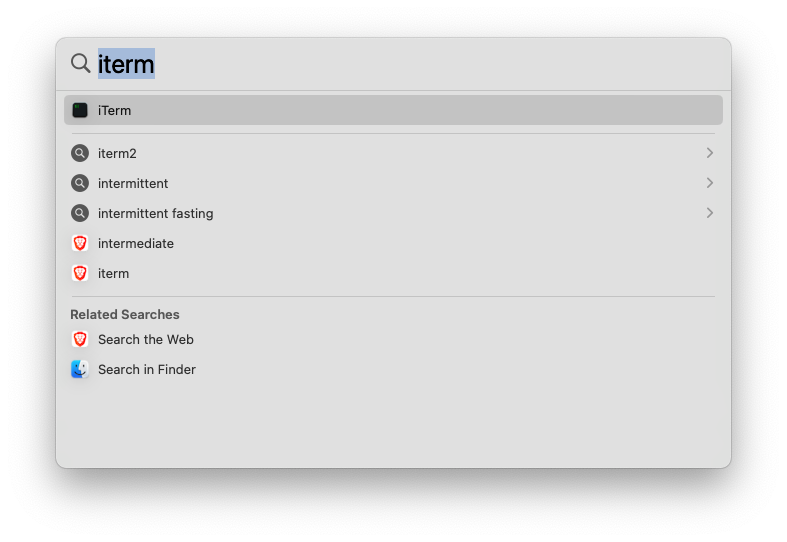 iterm
iTerm
iterm2
intermittent
intermittent fasting
intermediate
iterm
Related Searches
Search the Web
Search in Finder